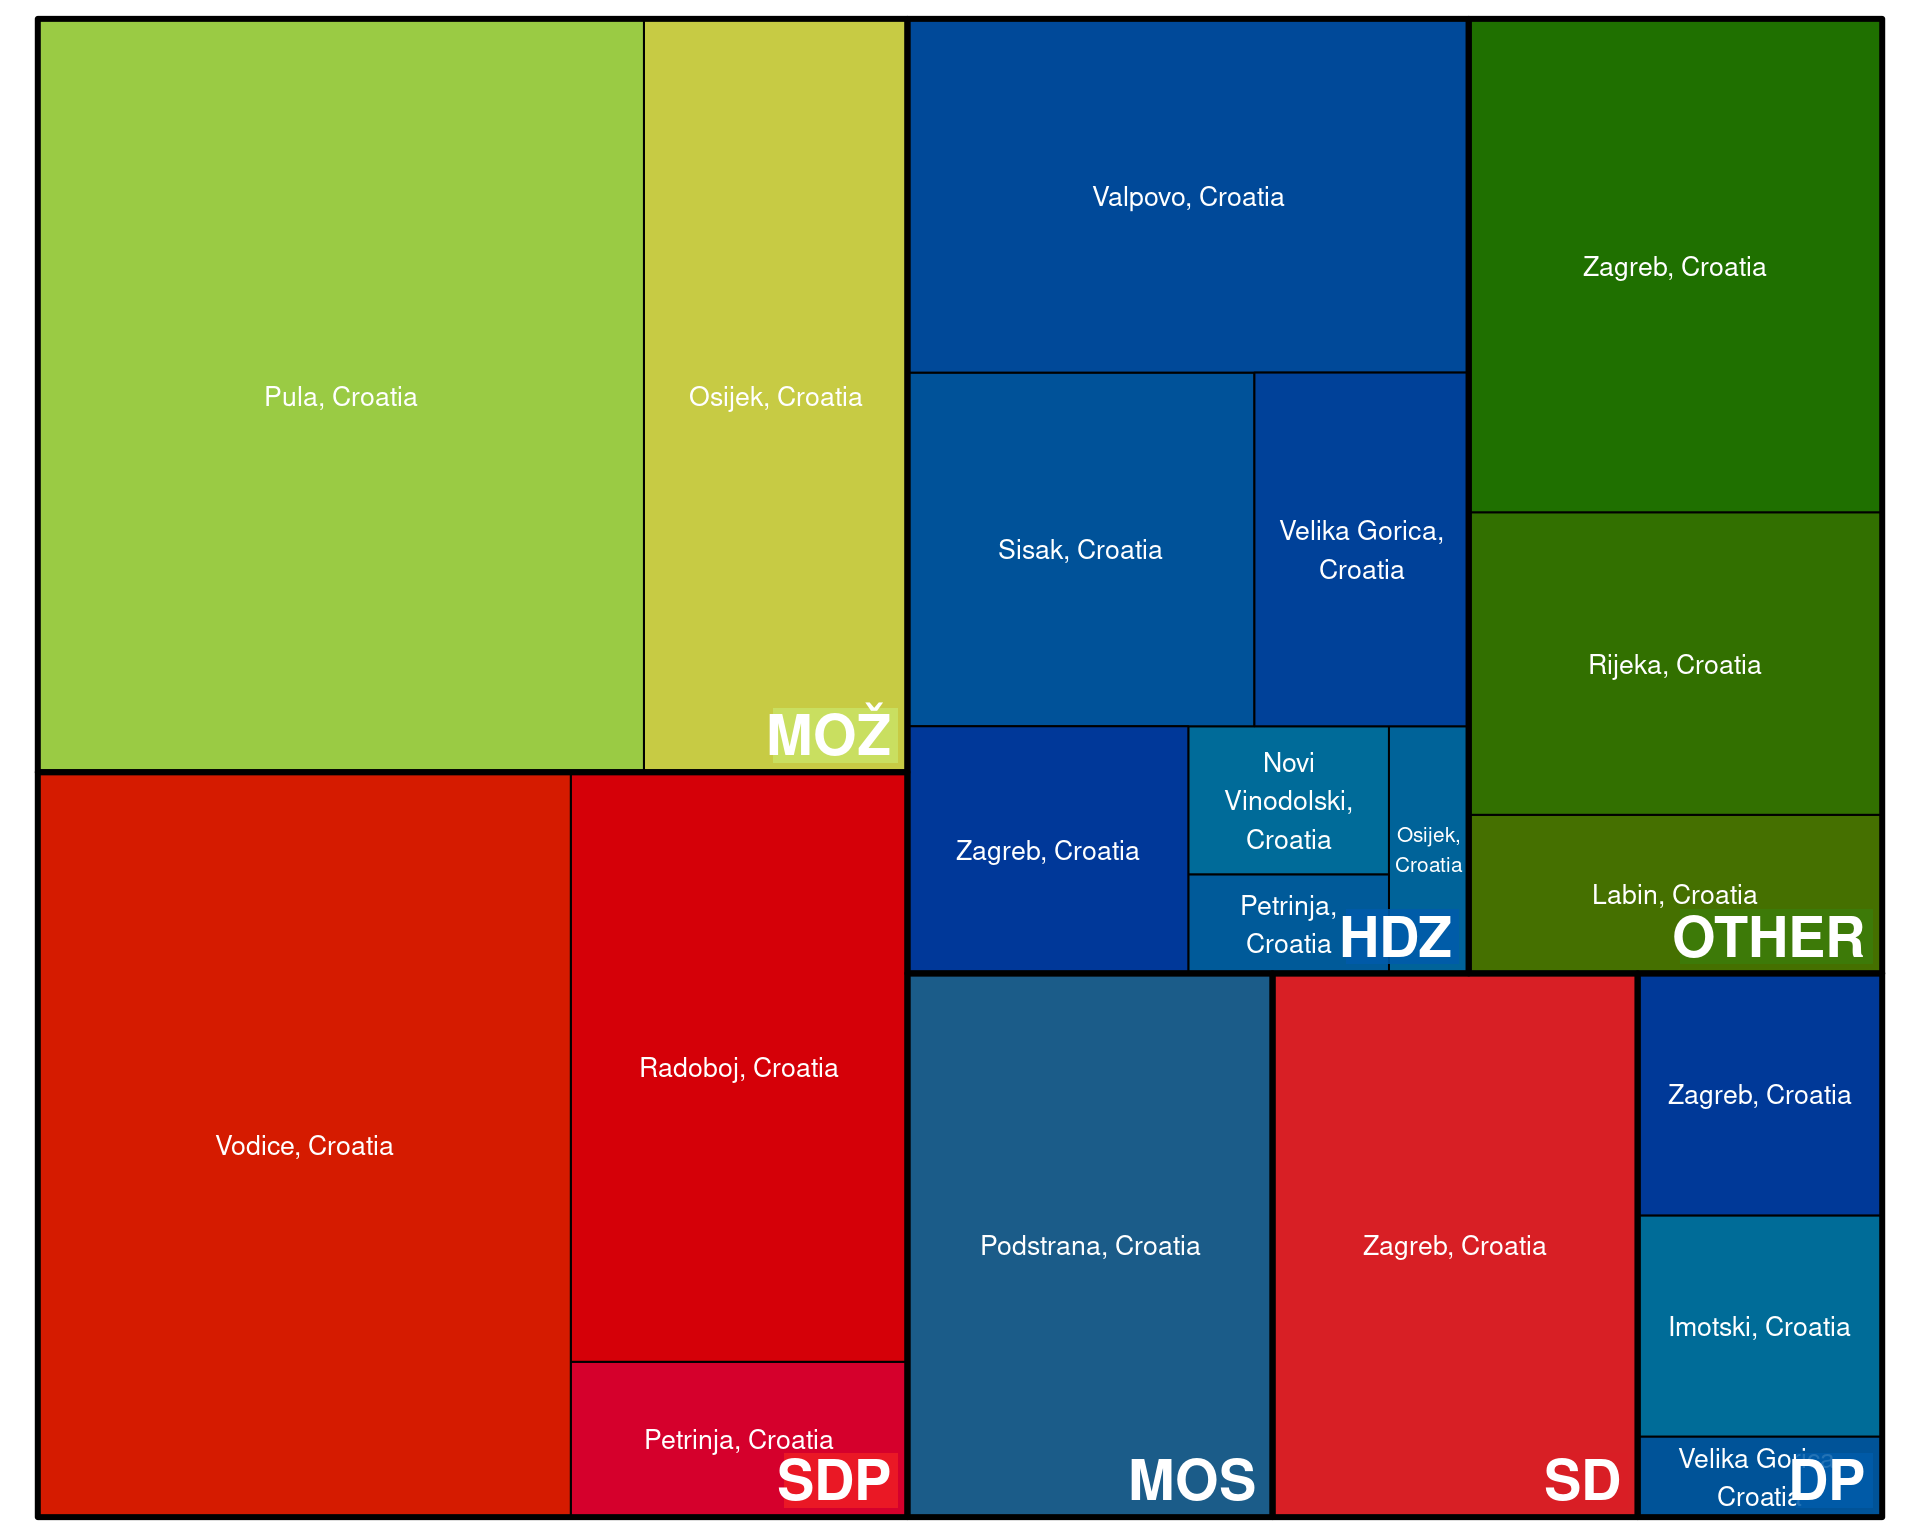 Pula, Croatia
Osijek, Croatia
MOŽ
Vodice, Croatia
Radoboj, Croatia
Petrinja, Croatia
SDP
Valpovo, Croatia
Sisak, Croatia
Velika Gorica,
Croatia
Zagreb, Croatia
Novi
Vinodolski,
Croatia
Petrinja,
Croatia
Osijek,
Croatia
HDZ
Zagreb, Croatia
Rijeka, Croatia
Labin, Croatia
OTHER
Podstrana, Croatia
MOS
Zagreb, Croatia
SD
Zagreb, Croatia
Imotski, Croatia
Velika Gorica,
Croatia
DP